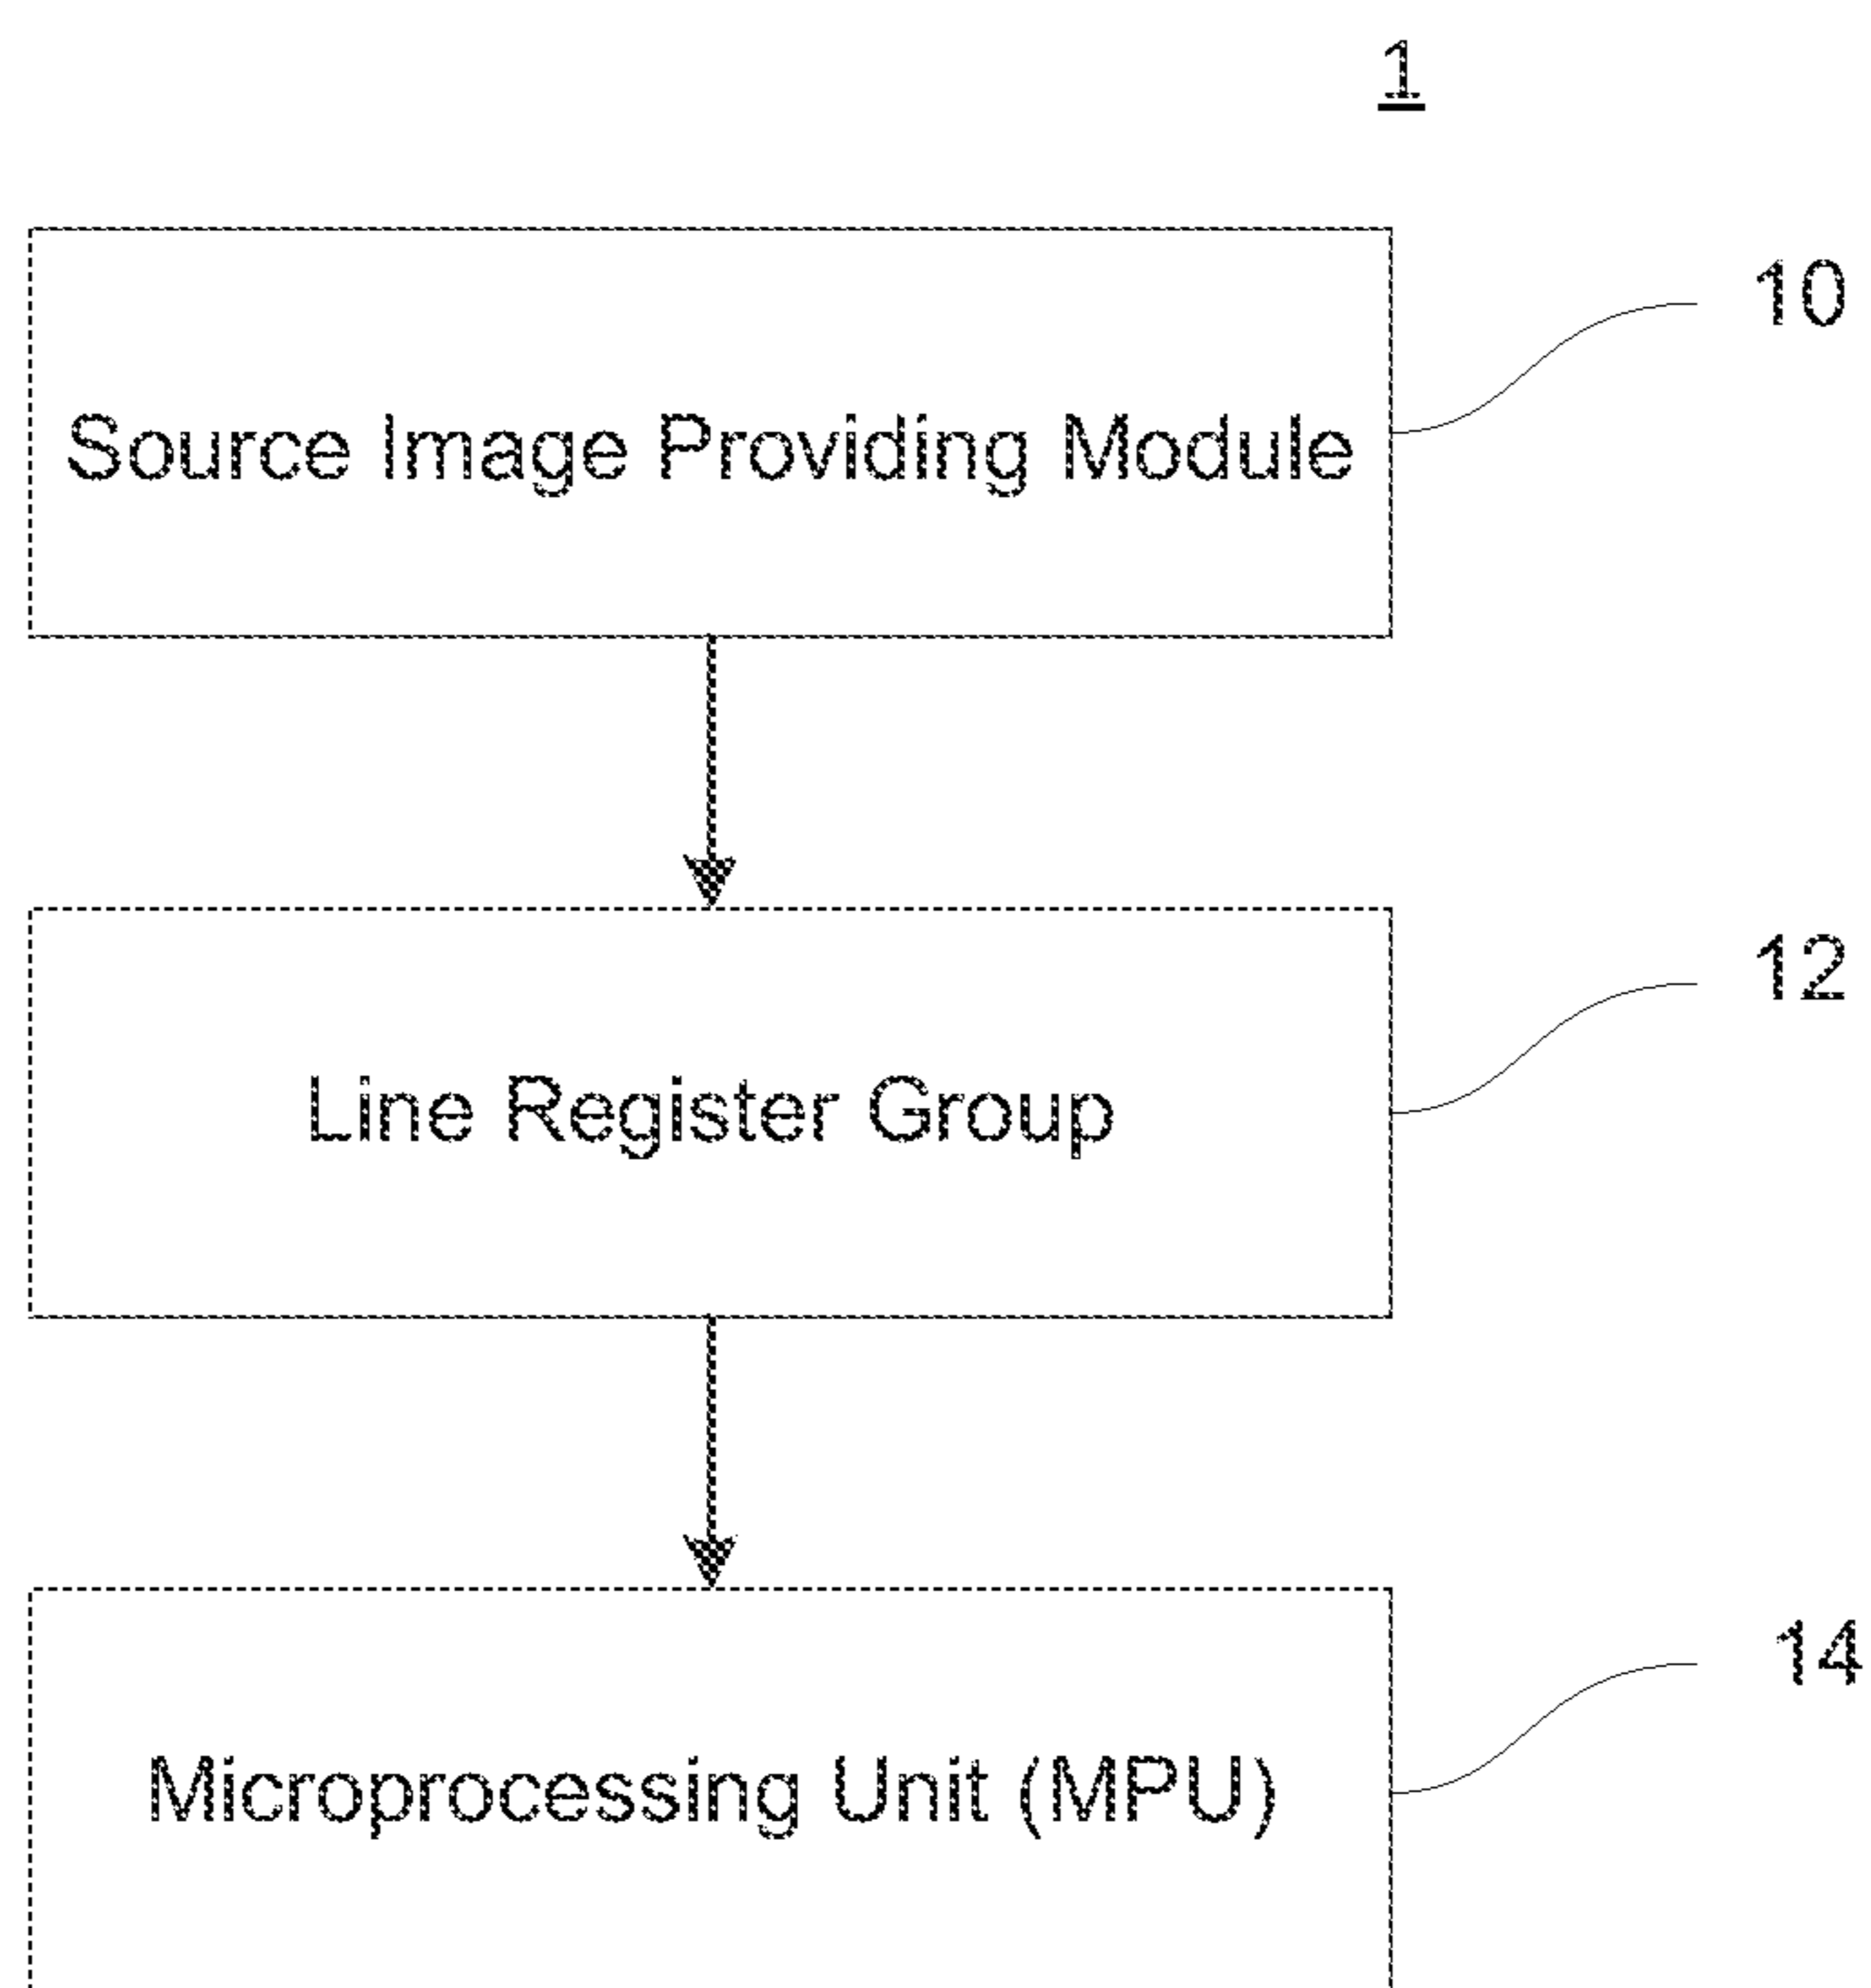 1
10
Source Image Providing Module
12
Line Register Group
14
Microprocessing Unit (MPU)